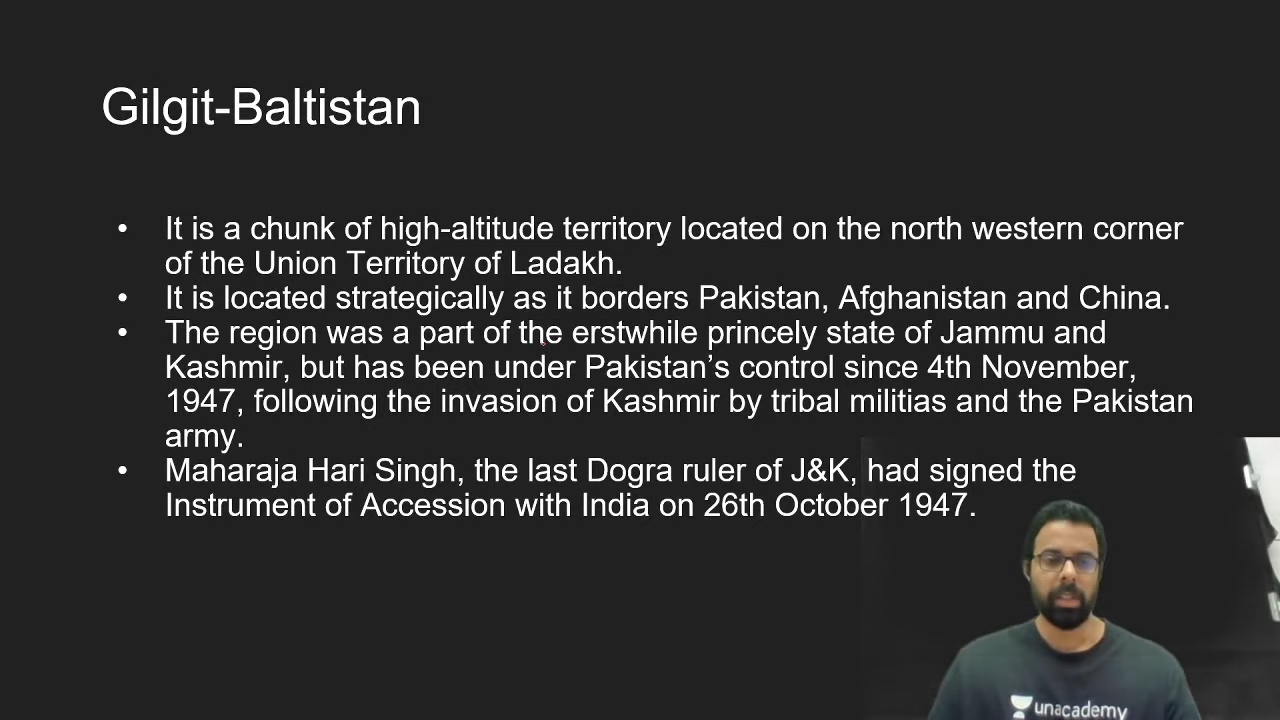 Gilgit-Baltistan
• It is a chunk of high-altitude territory located on the north western corner
of the Union Territory of Ladakh.
• It is located strategically as it borders Pakistan, Afghanistan and China.
• The region was a part of the erstwhile princely state of Jammu and
Kashmir, but has been under Pakistan’s control since 4th November,
1947, following the invasion of Kashmir by tribal militias and the Pakistan
army.
• Maharaja Hari Singh, the last Dogra ruler of J&K, had signed the
Instrument of Accession with India on 26th October 1947.
unacademy